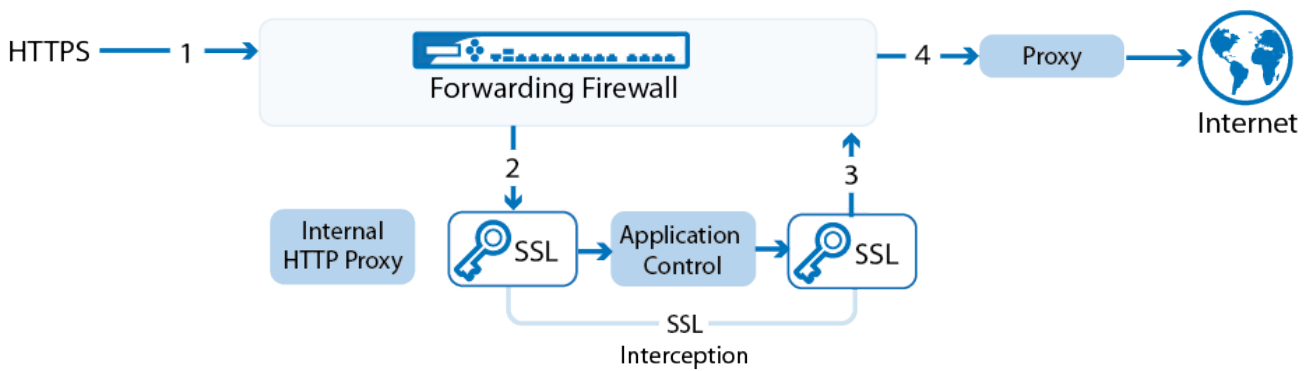 HTTPS
1
Forwarding Firewall
4
Proxy
Internet
2
3
Internal
HTTP Proxy
SSL
Application
Control
SSL
SSL
Interception